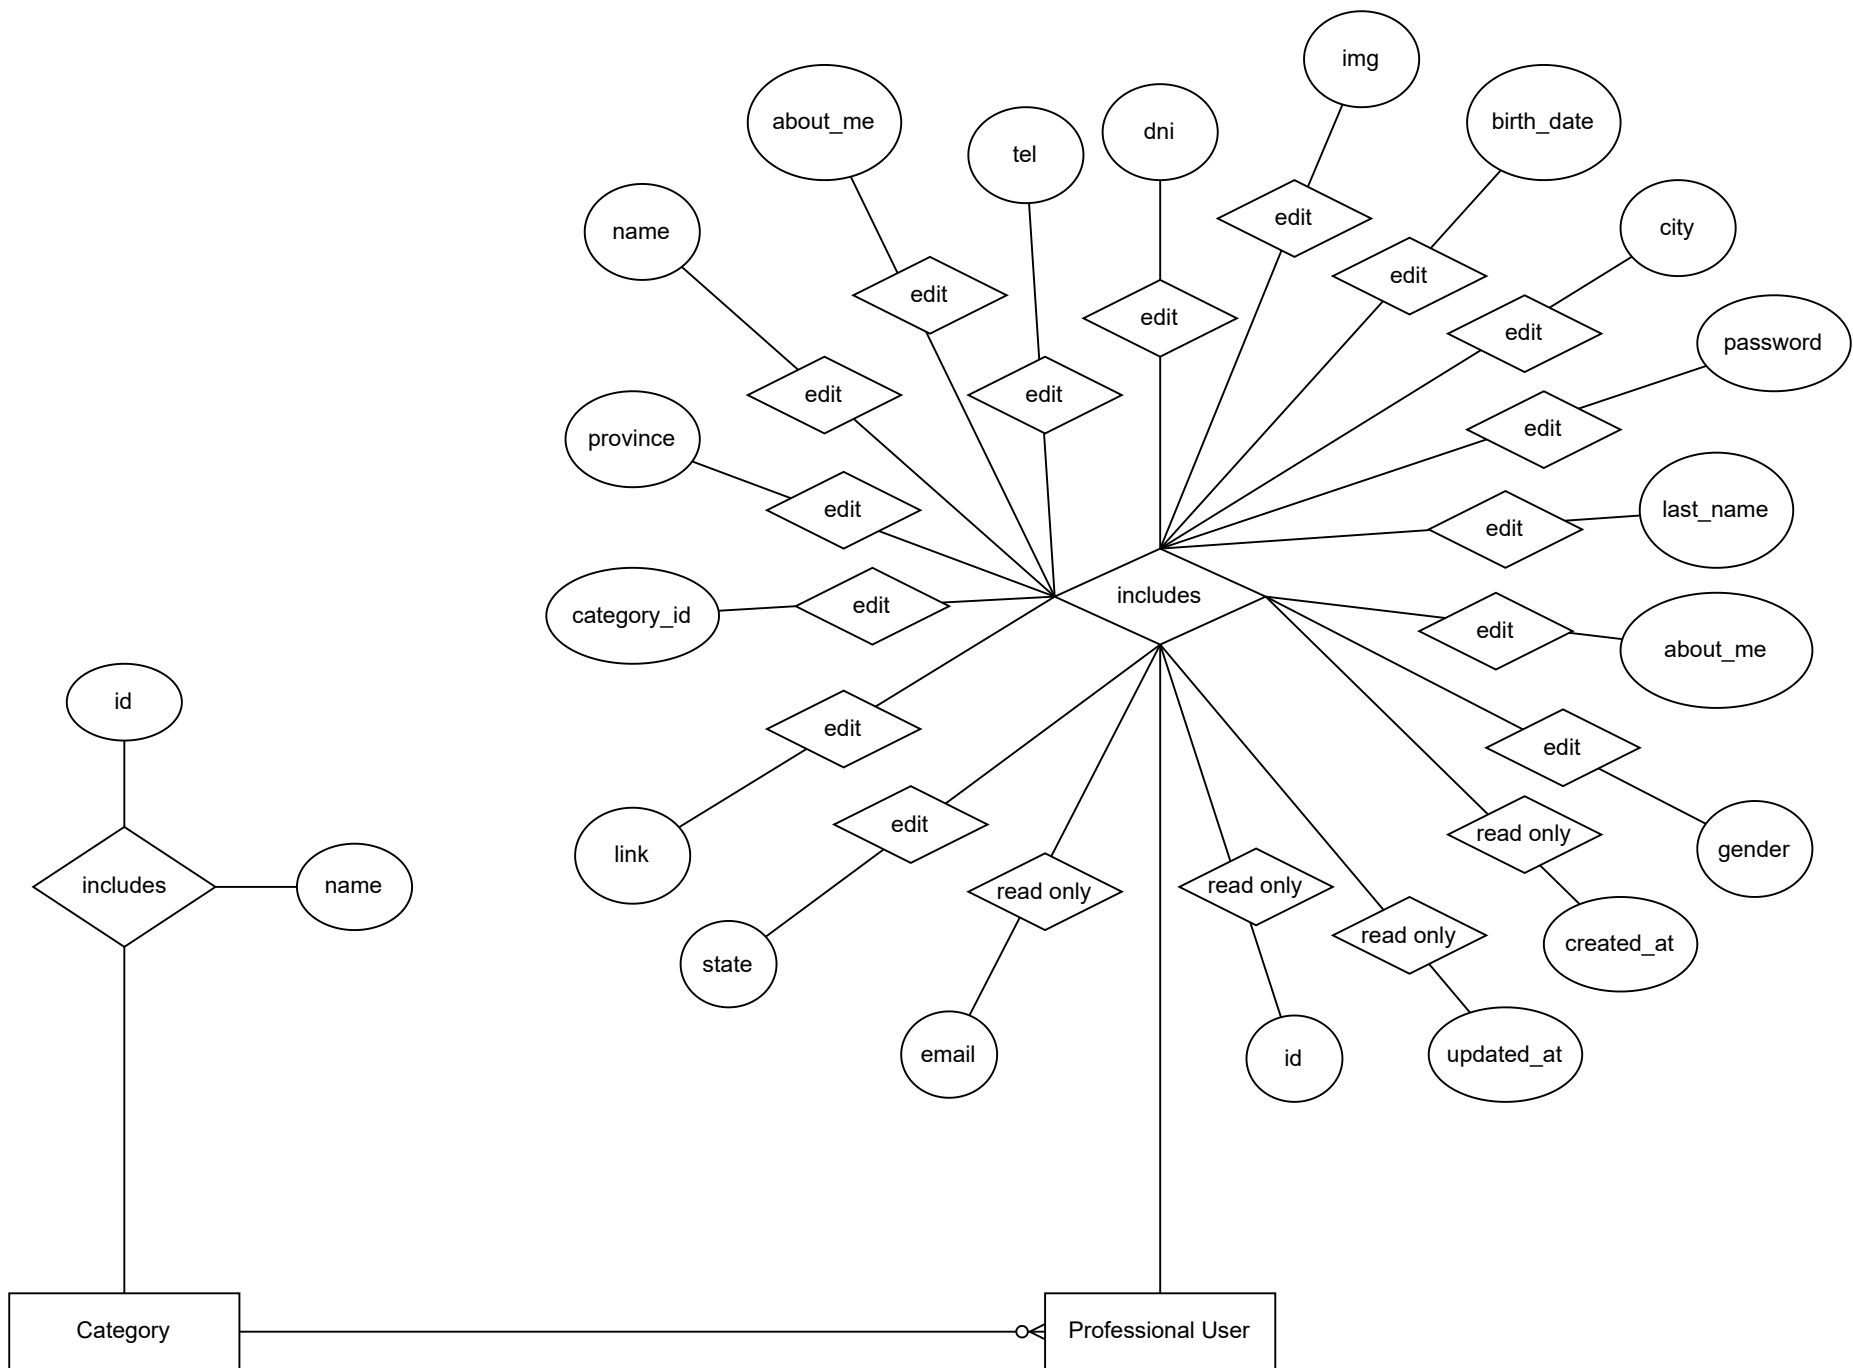 img
about_me
birth_date
dni
tel
edit
city
name
edit
edit
edit
edit
password
edit
edit
edit
province
edit
last_name
edit
edit
includes
edit
category_id
edit
about_me
id
edit
edit
edit
read only
link
gender
includes
name
read only
read only
read only
created_at
state
email
id
updated_at
Category
Professional User